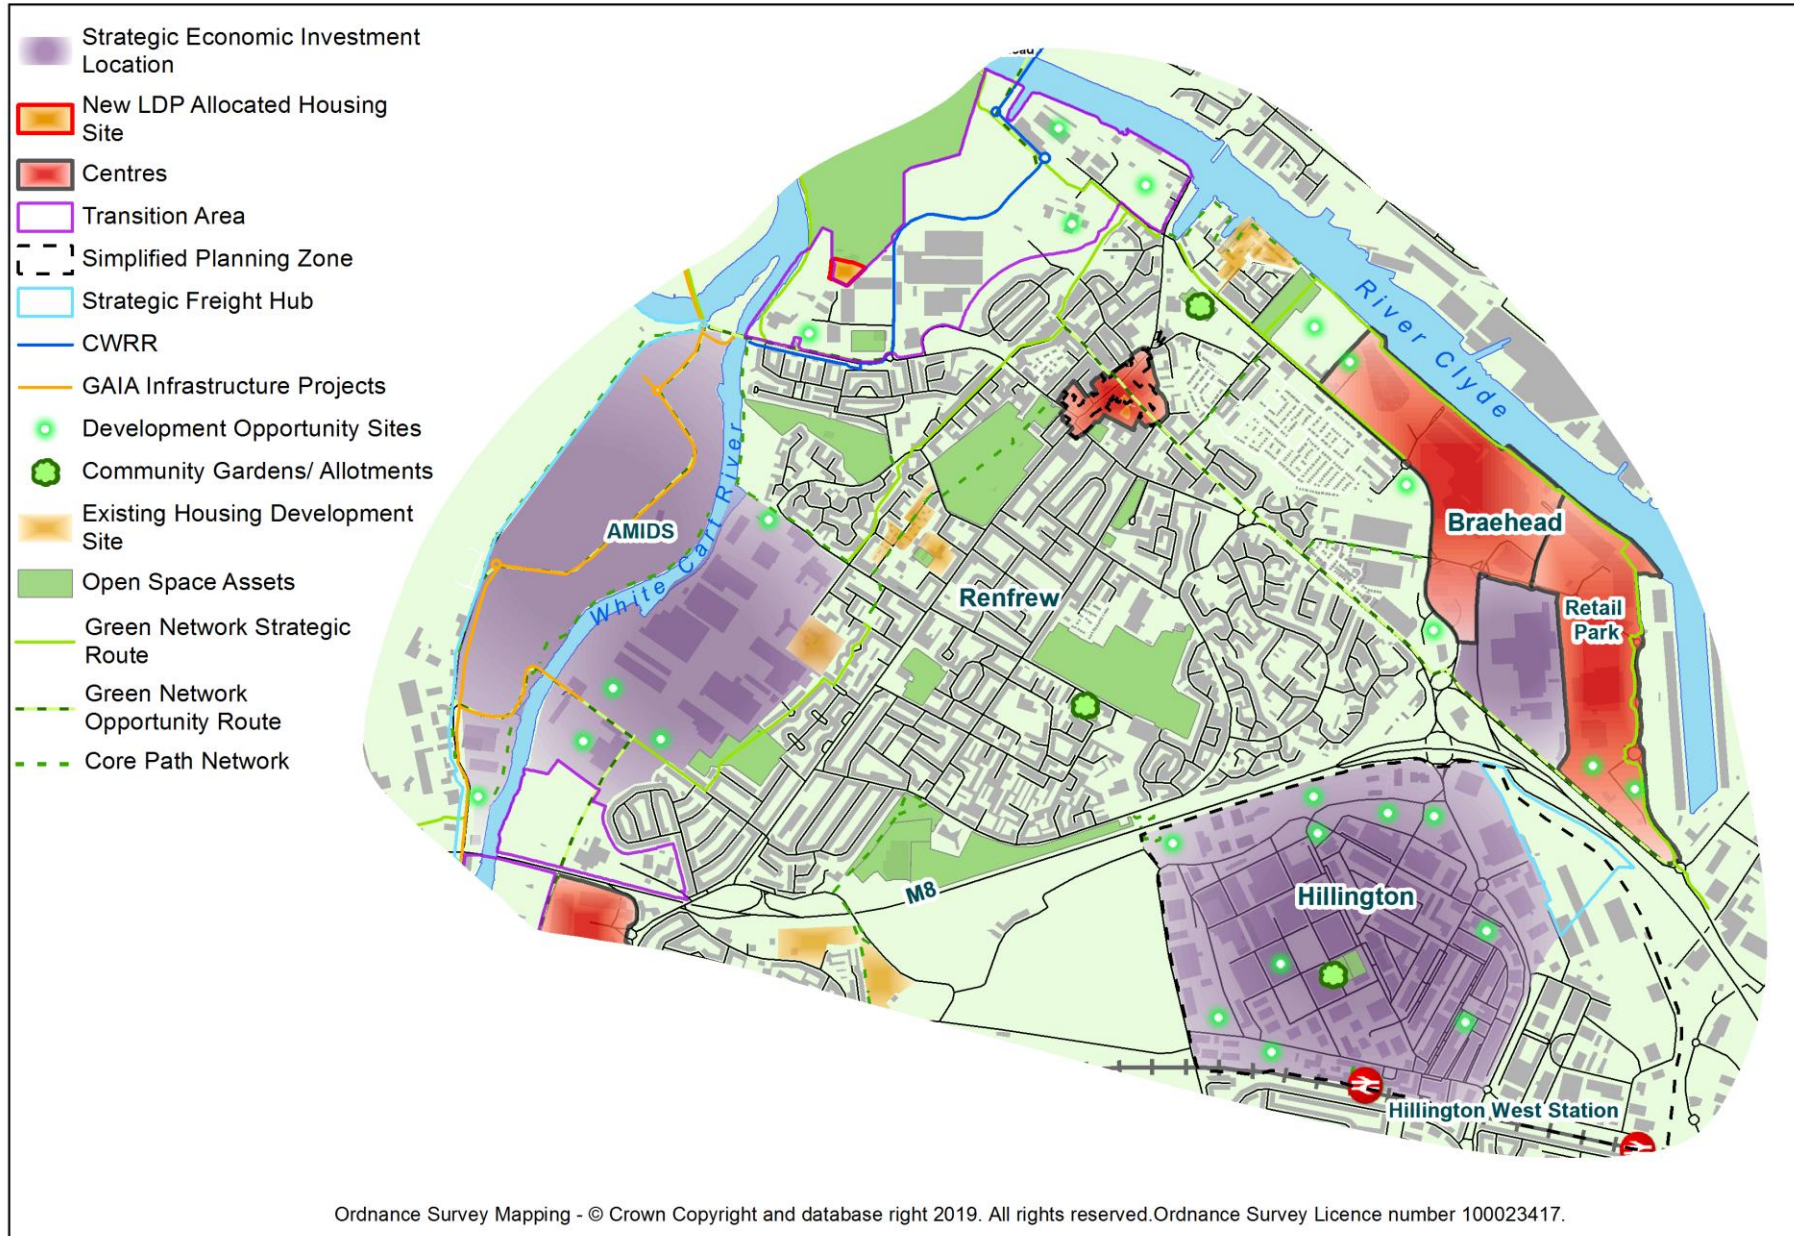 Strategic Economic Investment
Location
New LDP Allocated Housing
Site
Centres
Transition Area
Simplified Planning Zone
Strategic Freight Hub
CWRR
GAIA Infrastructure Projects
Development Opportunity Sites
Community Gardens/ Allotments
Existing Housing Development
Site
Open Space Assets
Green Network Strategic
Route
Green Network
Opportunity Route
Core Path Network
River Clyde
White Cart River
AMIDS
Braehead
Renfrew
Retail
Park
M8
Hillington
Hillington West Station
Ordnance Survey Mapping - © Crown Copyright and database right 2019. All rights reserved.Ordnance Survey Licence number 100023417.